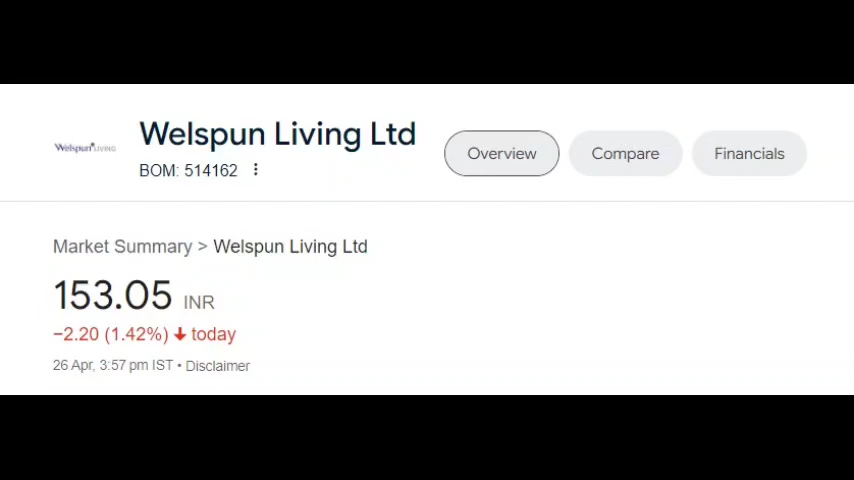 Welspun Living Ltd
Welspun LIVING
BOM: 514162
Overview
Compare
Financials
Market Summary > Welspun Living Ltd
153.05 INR
−2.20 (1.42%) today
26 Apr, 3:57 pm IST • Disclaimer